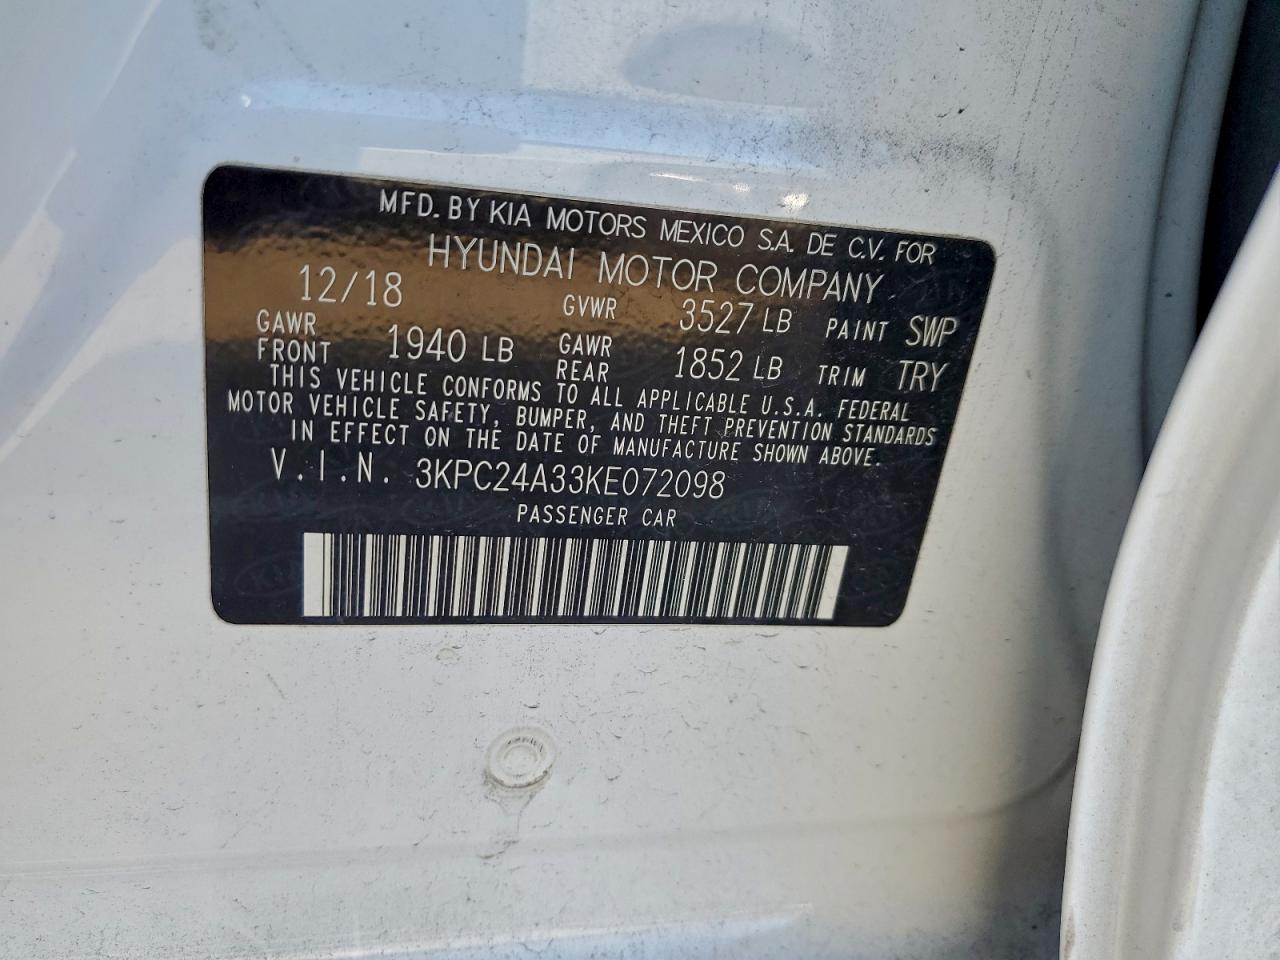 MFD. BY KIA MOTORS MEXICO S.A. DE C.V. FOR
HYUNDAI MOTOR COMPANY
12/18 GVWR 3527 LB PAINT SWP
GAWR FRONT 1940 LB GAWR REAR 1852 LB TRIM TRY
THIS VEHICLE CONFORMS TO ALL APPLICABLE U.S.A. FEDERAL
MOTOR VEHICLE SAFETY, BUMPER, AND THEFT PREVENTION STANDARDS
IN EFFECT ON THE DATE OF MANUFACTURE SHOWN ABOVE.
V.I.N. 3KPC24A33KE072098
PASSENGER CAR